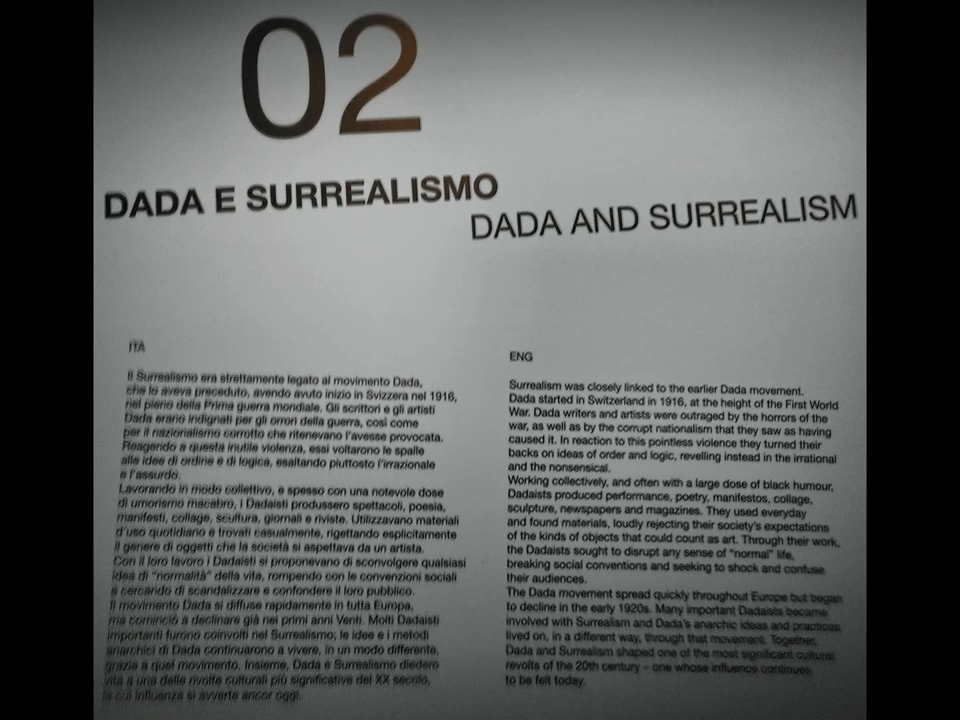 02
DADA E SURREALISMO
DADA AND SURREALISM
ITA
Il Surrealismo era strettamente legato al movimento Dada,
che lo aveva preceduto, avendo avuto inizio in Svizzera nel 1916,
nel pieno della Prima guerra mondiale. Gli scrittori e gli artisti
Dada erano indignati per gli orrori della guerra, così come
per il nazionalismo corrotto che ritenevano l'avesse provocata.
Reagendo a questa inutile violenza, essi voltarono le spalle
alle idee di ordine e di logica, esaltando piuttosto l'irrazionale
e l'assurdo.
Lavorando in modo collettivo, e spesso con una notevole dose
di umorismo macabro, i Dadaisti produssero spettacoli, poesia,
manifesti, collage, scultura, giornali e riviste. Utilizzavano materiali
d'uso quotidiano e trovati casualmente, rigettando esplicitamente
il genere di oggetti che la società si aspettava da un artista.
Con il loro lavoro i Dadaisti si proponevano di sconvolgere qualsiasi
idea di "normalità" della vita, rompendo con le convenzioni sociali
e cercando di scandalizzare e confondere il loro pubblico.
Il movimento Dada si diffuse rapidamente in tutta Europa,
ma cominciò a declinare già nei primi anni Venti. Molti Dadaisti
importanti furono coinvolti nel Surrealismo; le idee e i metodi
anarchici di Dada continuarono a vivere, in un modo differente,
grazie a quel movimento. Insieme, Dada e Surrealismo diedero
vita a una delle rivolte culturali più significative del XX secolo,
la cui influenza si avverte ancor oggi.
ENG
Surrealism was closely linked to the earlier Dada movement.
Dada started in Switzerland in 1916, at the height of the First World
War. Dada writers and artists were outraged by the horrors of the
war, as well as by the corrupt nationalism that they saw as having
caused it. In reaction to this pointless violence they turned their
backs on ideas of order and logic, revelling instead in the irrational
and the nonsensical.
Working collectively, and often with a large dose of black humour,
Dadaists produced performance, poetry, manifestos, collage,
sculpture, newspapers and magazines. They used everyday
and found materials, loudly rejecting their society's expectations
of the kinds of objects that could count as art. Through their work,
the Dadaists sought to disrupt any sense of "normal" life,
breaking social conventions and seeking to shock and confuse
their audiences.
The Dada movement spread quickly throughout Europe but began
to decline in the early 1920s. Many important Dadaists became
involved with Surrealism and Dada's anarchic ideas and practices
lived on, in a different way, through that movement. Together,
Dada and Surrealism shaped one of the most significant cultural
revolts of the 20th century – one whose influence continues
to be felt today.